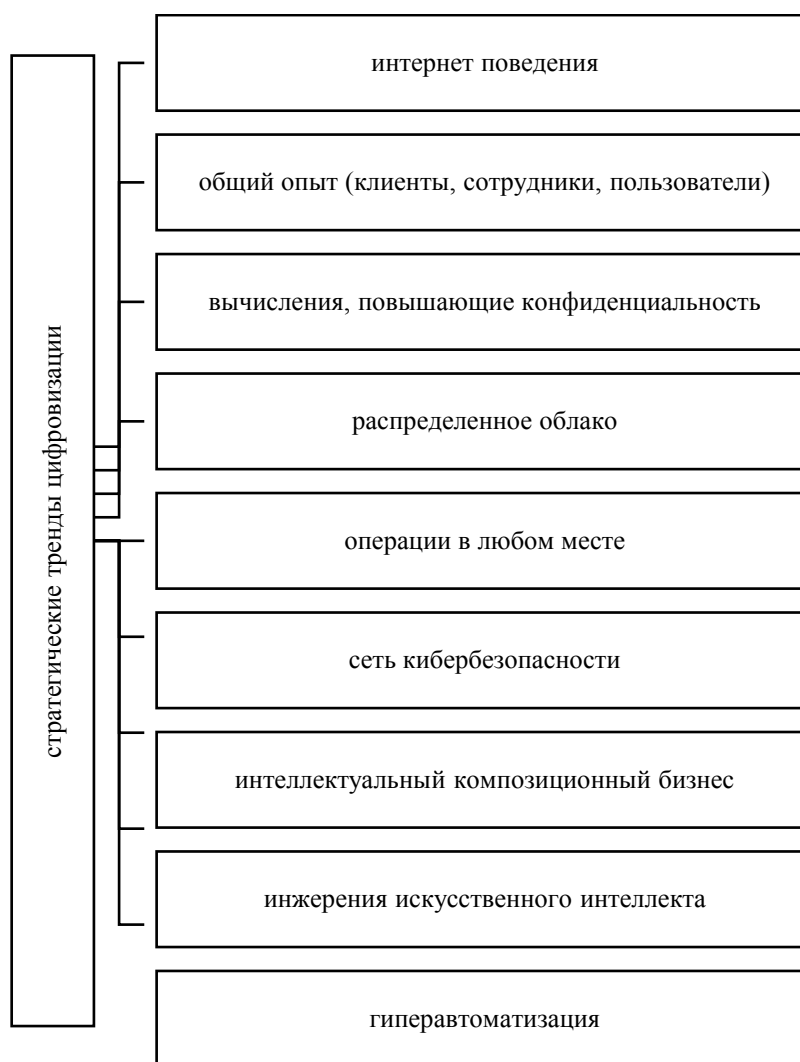 стратегические тренды цифровизации
интернет поведения
общий опыт (клиенты, сотрудники, пользователи)
вычисления, повышающие конфиденциальность
распределенное облако
операции в любом месте
сеть кибербезопасности
интеллектуальный композиционный бизнес
инжерения искусственного интеллекта
гиперавтоматизация